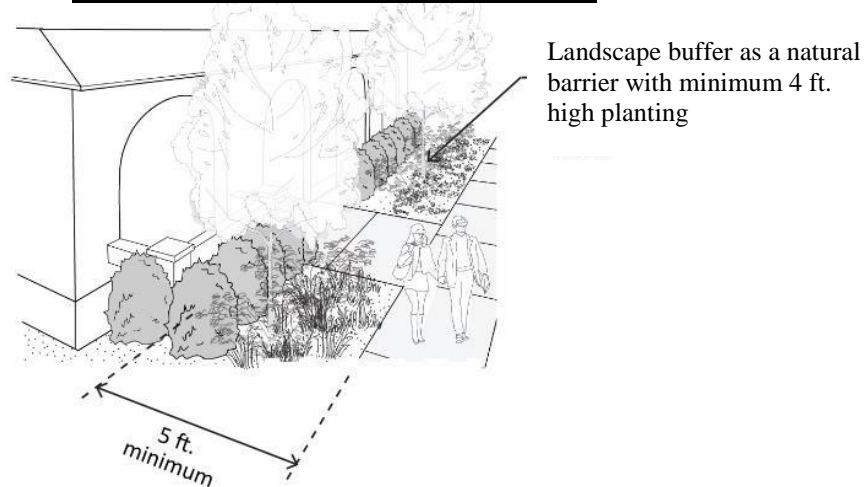 Landscape buffer as a natural
barrier with minimum 4 ft.
high planting
5 ft.
minimum